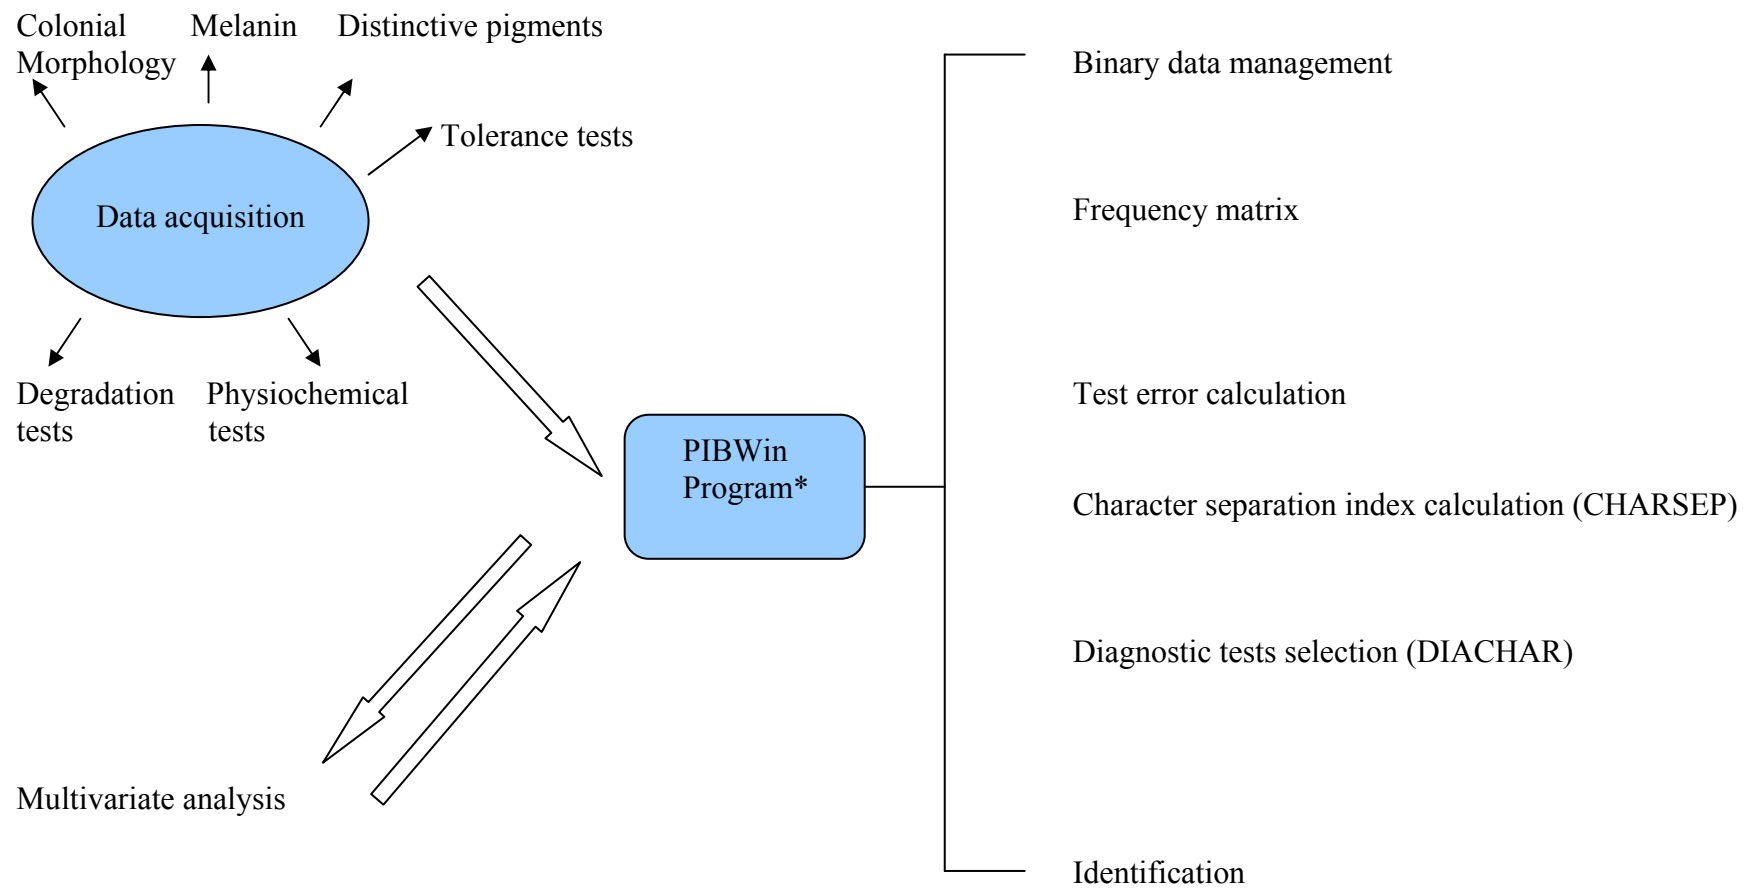 Colonial Morphology
Melanin
Distinctive pigments
Tolerance tests
Data acquisition
Degradation
tests
Physiochemical
tests
PIBWin
Program*
Multivariate analysis
Binary data management
Frequency matrix
Test error calculation
Character separation index calculation (CHARSEP)
Diagnostic tests selection (DIACHAR)
Identification